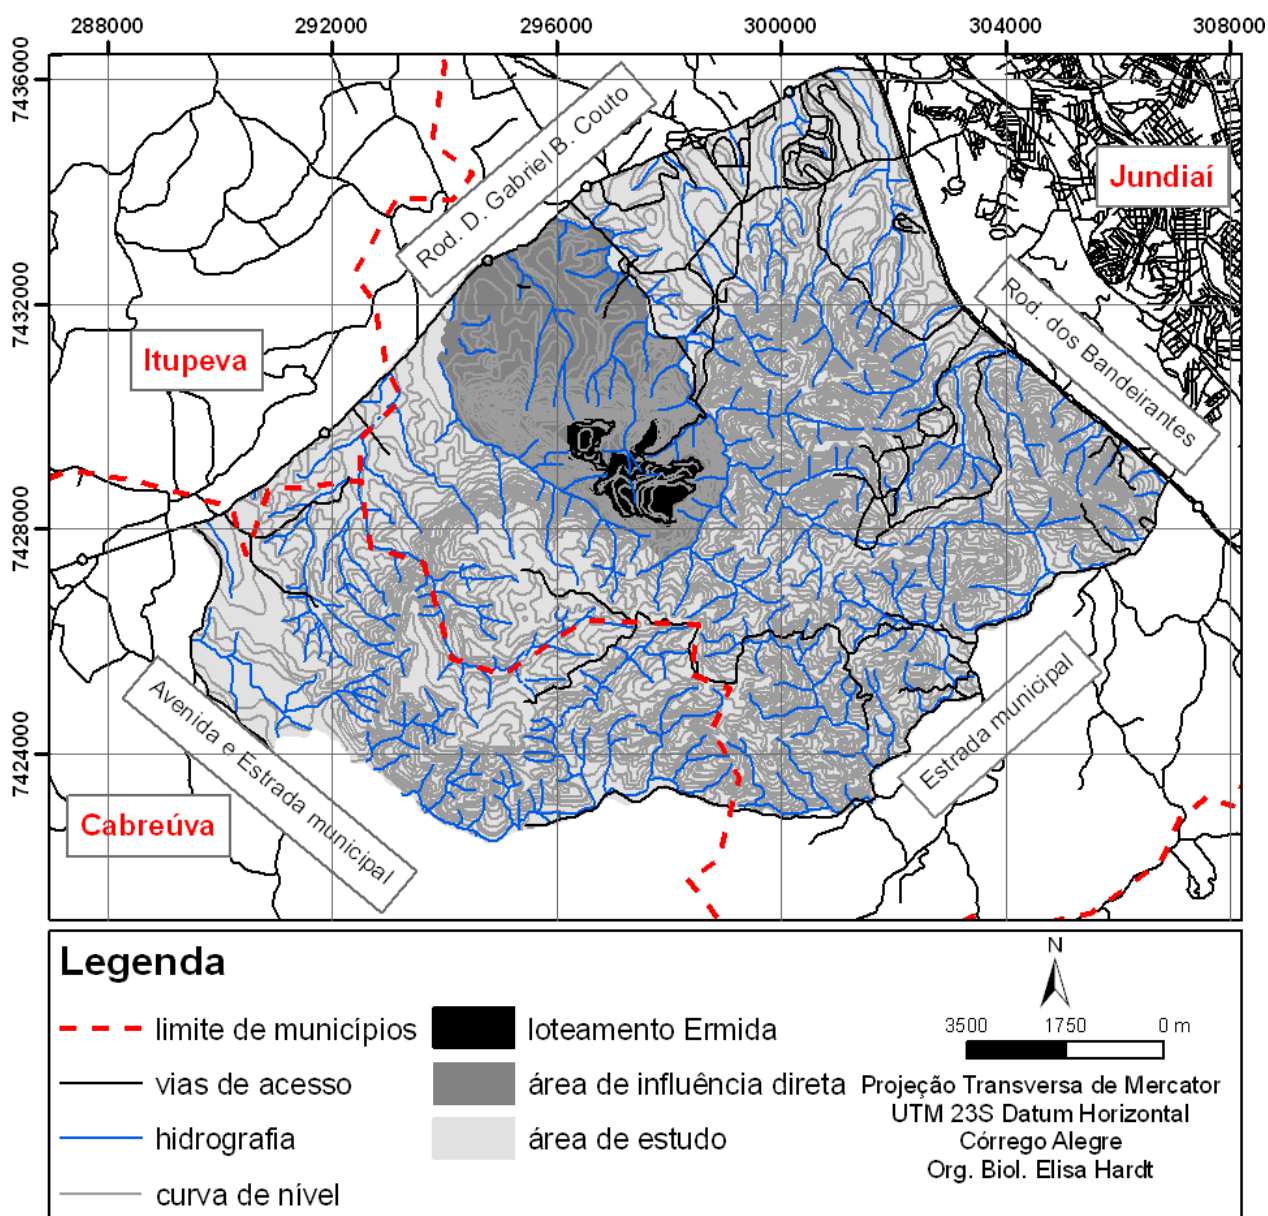 288000 292000 296000 300000 304000 308000
7436000
7432000
7428000
7424000
Rod. D. Gabriel B. Couto
Jundiaí
Rod. dos Bandeirantes
Itupeva
Avenida e Estrada municipal
Estrada municipal
Cabreúva
Legenda
limite de municípios
vias de acesso
hidrografia
curva de nível
loteamento Ermida
área de influência direta
área de estudo
N
3500 1750 0 m
Projeção Transversa de Mercator
UTM 23S Datum Horizontal
Córrego Alegre
Org. Biol. Elisa Hardt